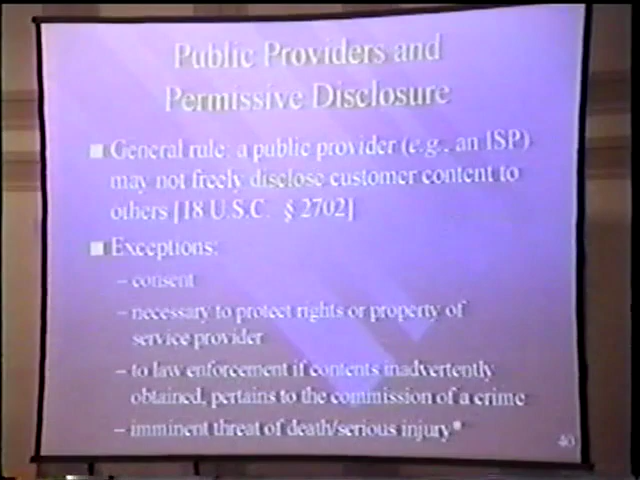 Public Providers and
Permissive Disclosure
General rule: a public provider (e.g., an ISP)
may not freely disclose customer content to
others [18 U.S.C. § 2702]
Exceptions:
– consent
– necessary to protect rights or property of
service provider
– to law enforcement if contents inadvertently
obtained, pertains to the commission of a crime
– imminent threat of death/serious injury*
40